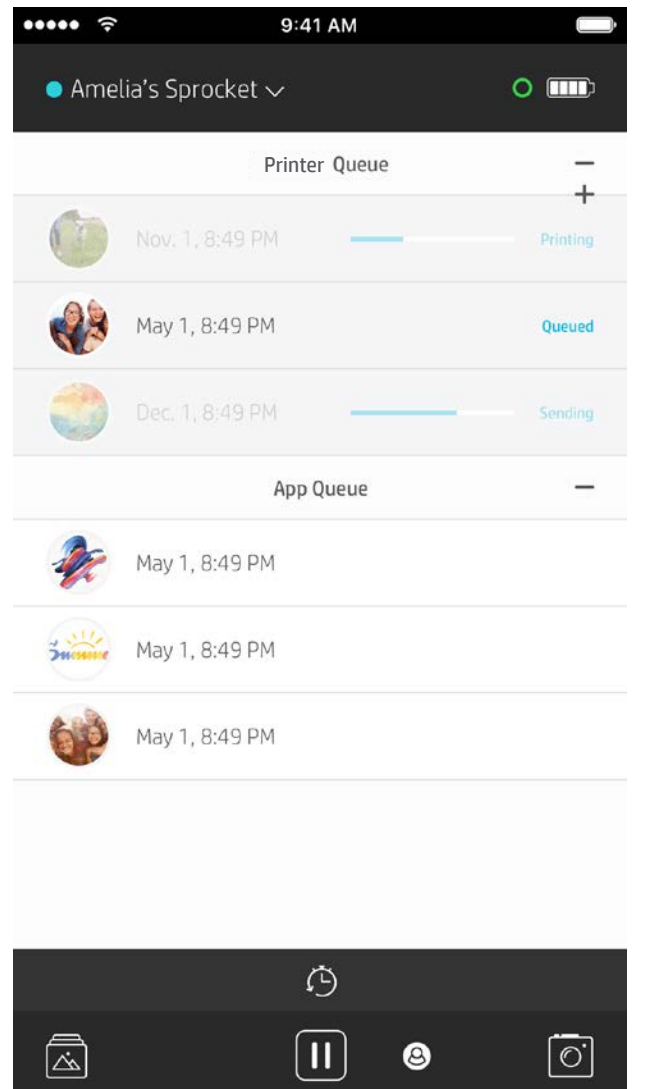 9:41 AM
Amelia’s Sprocket
Printer Queue
Nov. 1, 8:49 PM Printing
May 1, 8:49 PM Queued
Dec. 1, 8:49 PM Sending
App Queue
May 1, 8:49 PM
May 1, 8:49 PM
May 1, 8:49 PM